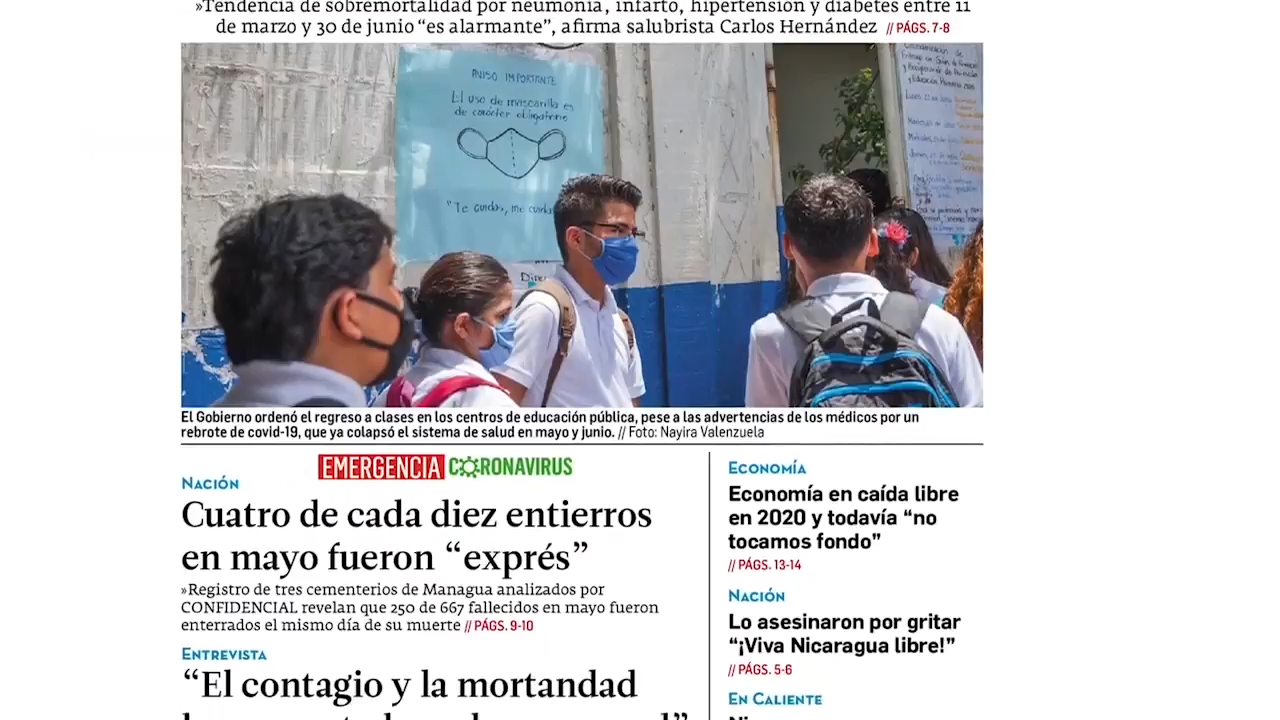 »Tendencia de sobremortalidad por neumonía, infarto, hipertensión y diabetes entre 11
de marzo y 30 de junio “es alarmante”, afirma salubrista Carlos Hernández // PÁGS. 7-8
AVISO IMPORTANTE
El uso de mascarilla es
de carácter obligatorio
"Te cuidas, me cuida
El Gobierno ordenó el regreso a clases en los centros de educación pública, pese a las advertencias de los médicos por un
rebrote de covid-19, que ya colapsó el sistema de salud en mayo y junio. // Foto: Nayira Valenzuela
EMERGENCIA CORONAVIRUS
NACIÓN
Cuatro de cada diez entierros
en mayo fueron “exprés”
»Registro de tres cementerios de Managua analizados por
CONFIDENCIAL revelan que 250 de 667 fallecidos en mayo fueron
enterrados el mismo día de su muerte // PÁGS. 9-10
ENTREVISTA
“El contagio y la mortandad
ECONOMÍA
Economía en caída libre
en 2020 y todavía “no
tocamos fondo”
// PÁGS. 13-14
NACIÓN
Lo asesinaron por gritar
“¡Viva Nicaragua libre!”
// PÁGS. 5-6
EN CALIENTE